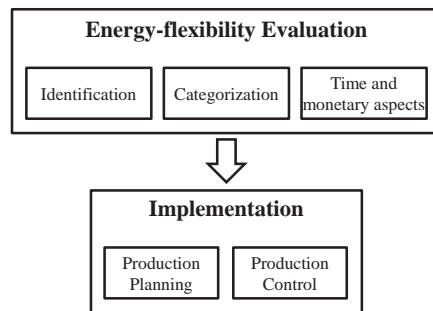 Energy-flexibility Evaluation
Identification
Categorization
Time and
monetary aspects
Implementation
Production
Planning
Production
Control